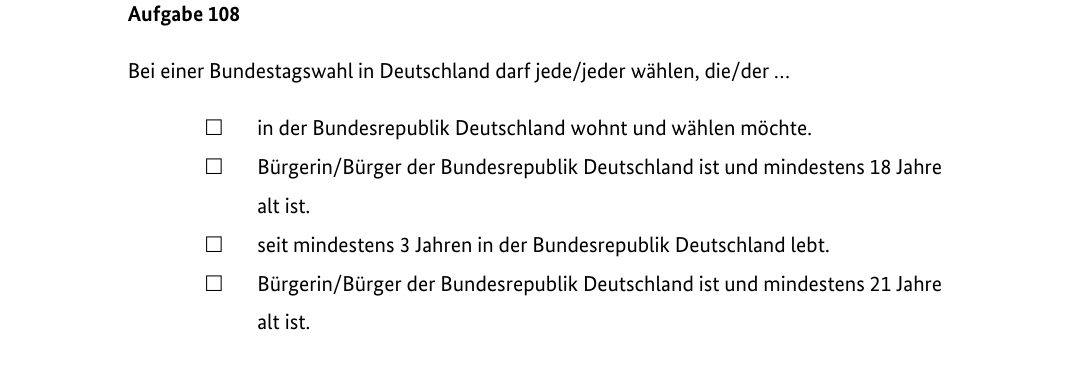 Aufgabe 108
Bei einer Bundestagswahl in Deutschland darf jede/jeder wählen, die/der ...
☐ in der Bundesrepublik Deutschland wohnt und wählen möchte.
☐ Bürgerin/Bürger der Bundesrepublik Deutschland ist und mindestens 18 Jahre
alt ist.
☐ seit mindestens 3 Jahren in der Bundesrepublik Deutschland lebt.
☐ Bürgerin/Bürger der Bundesrepublik Deutschland ist und mindestens 21 Jahre
alt ist.